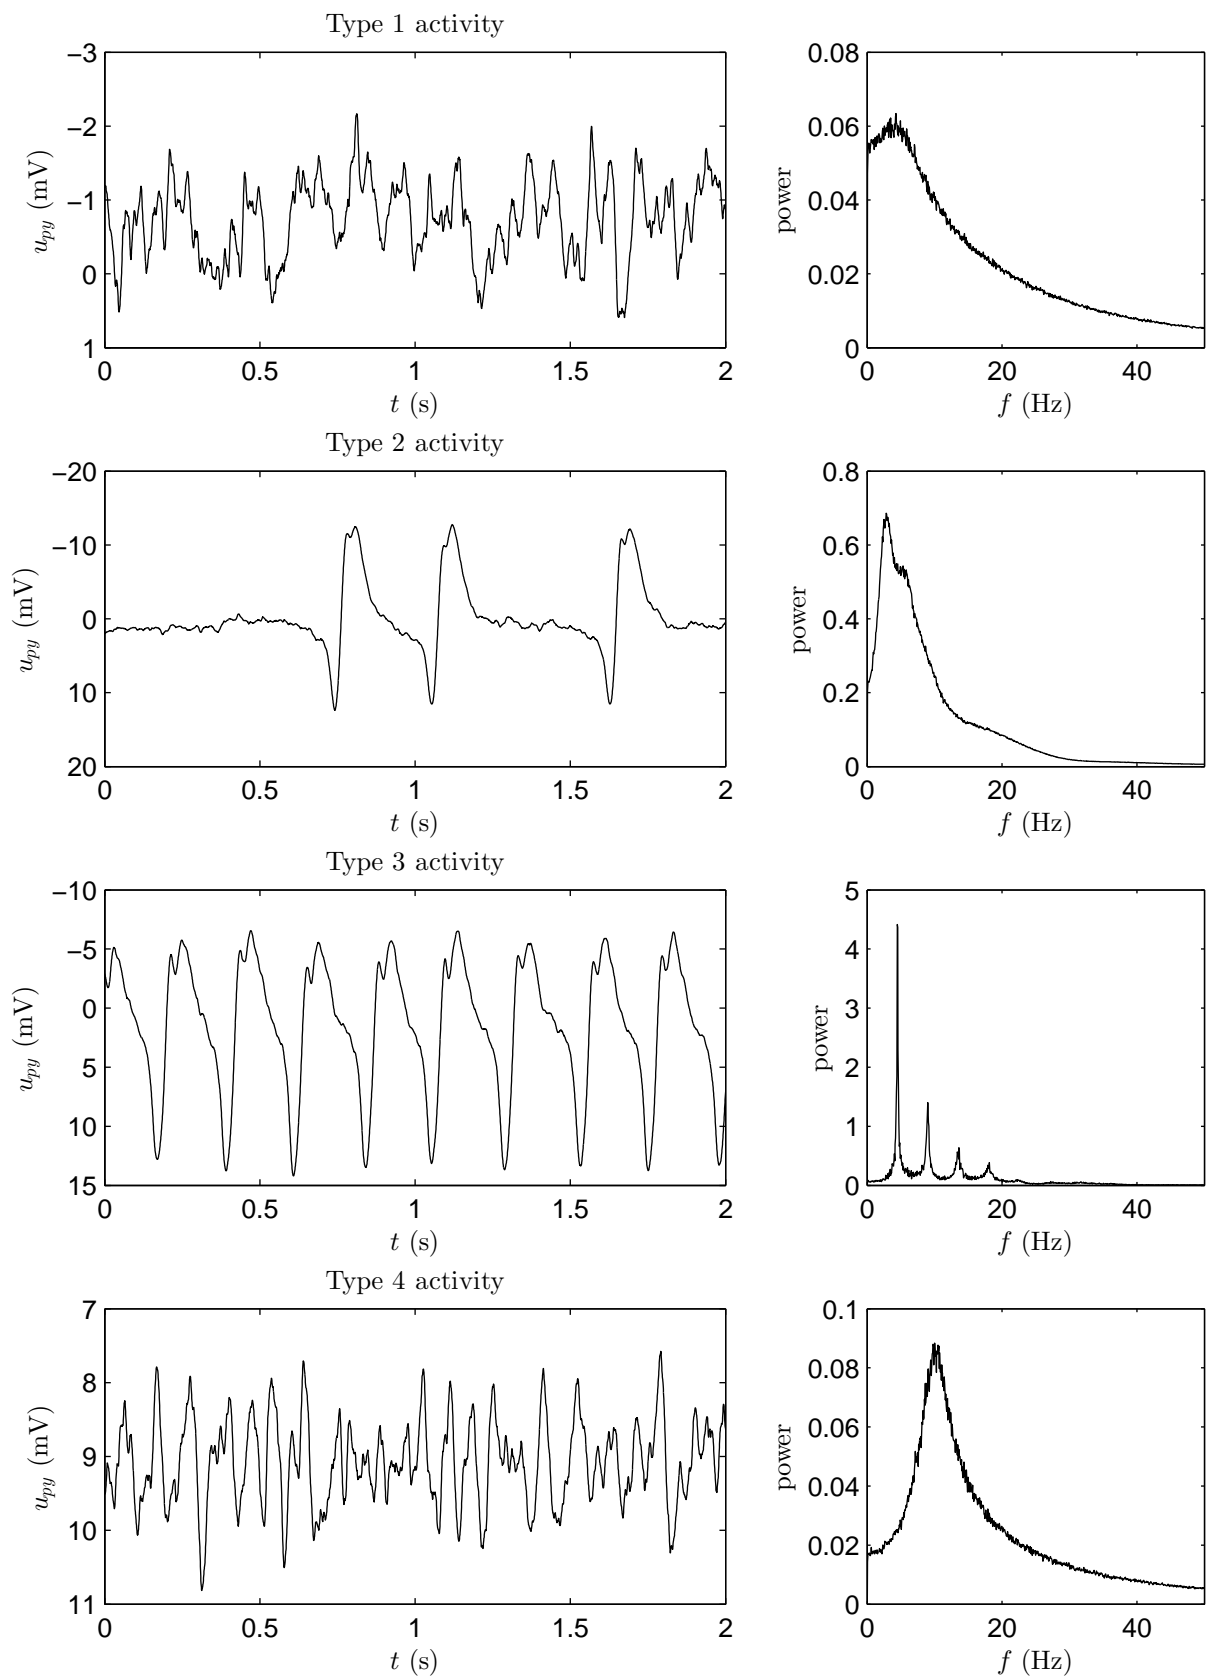 Type 1 activity
−3
−2
−1
0
1
u_py (mV)
0 0.5 1 1.5 2
t (s)
0.08
0.06
0.04
0.02
0
power
0 20 40
f (Hz)
Type 2 activity
−20
−10
0
10
20
u_py (mV)
0 0.5 1 1.5 2
t (s)
0.8
0.6
0.4
0.2
0
power
0 20 40
f (Hz)
Type 3 activity
−10
−5
0
5
10
15
u_py (mV)
0 0.5 1 1.5 2
t (s)
5
4
3
2
1
0
power
0 20 40
f (Hz)
Type 4 activity
7
8
9
10
11
u_py (mV)
0 0.5 1 1.5 2
t (s)
0.1
0.08
0.06
0.04
0.02
0
power
0 20 40
f (Hz)